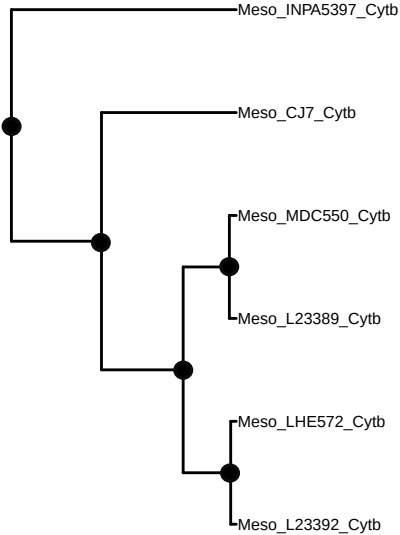 Meso_INPA5397_Cytb
Meso_CJ7_Cytb
Meso_MDC550_Cytb
Meso_L23389_Cytb
Meso_LHE572_Cytb
Meso_L23392_Cytb